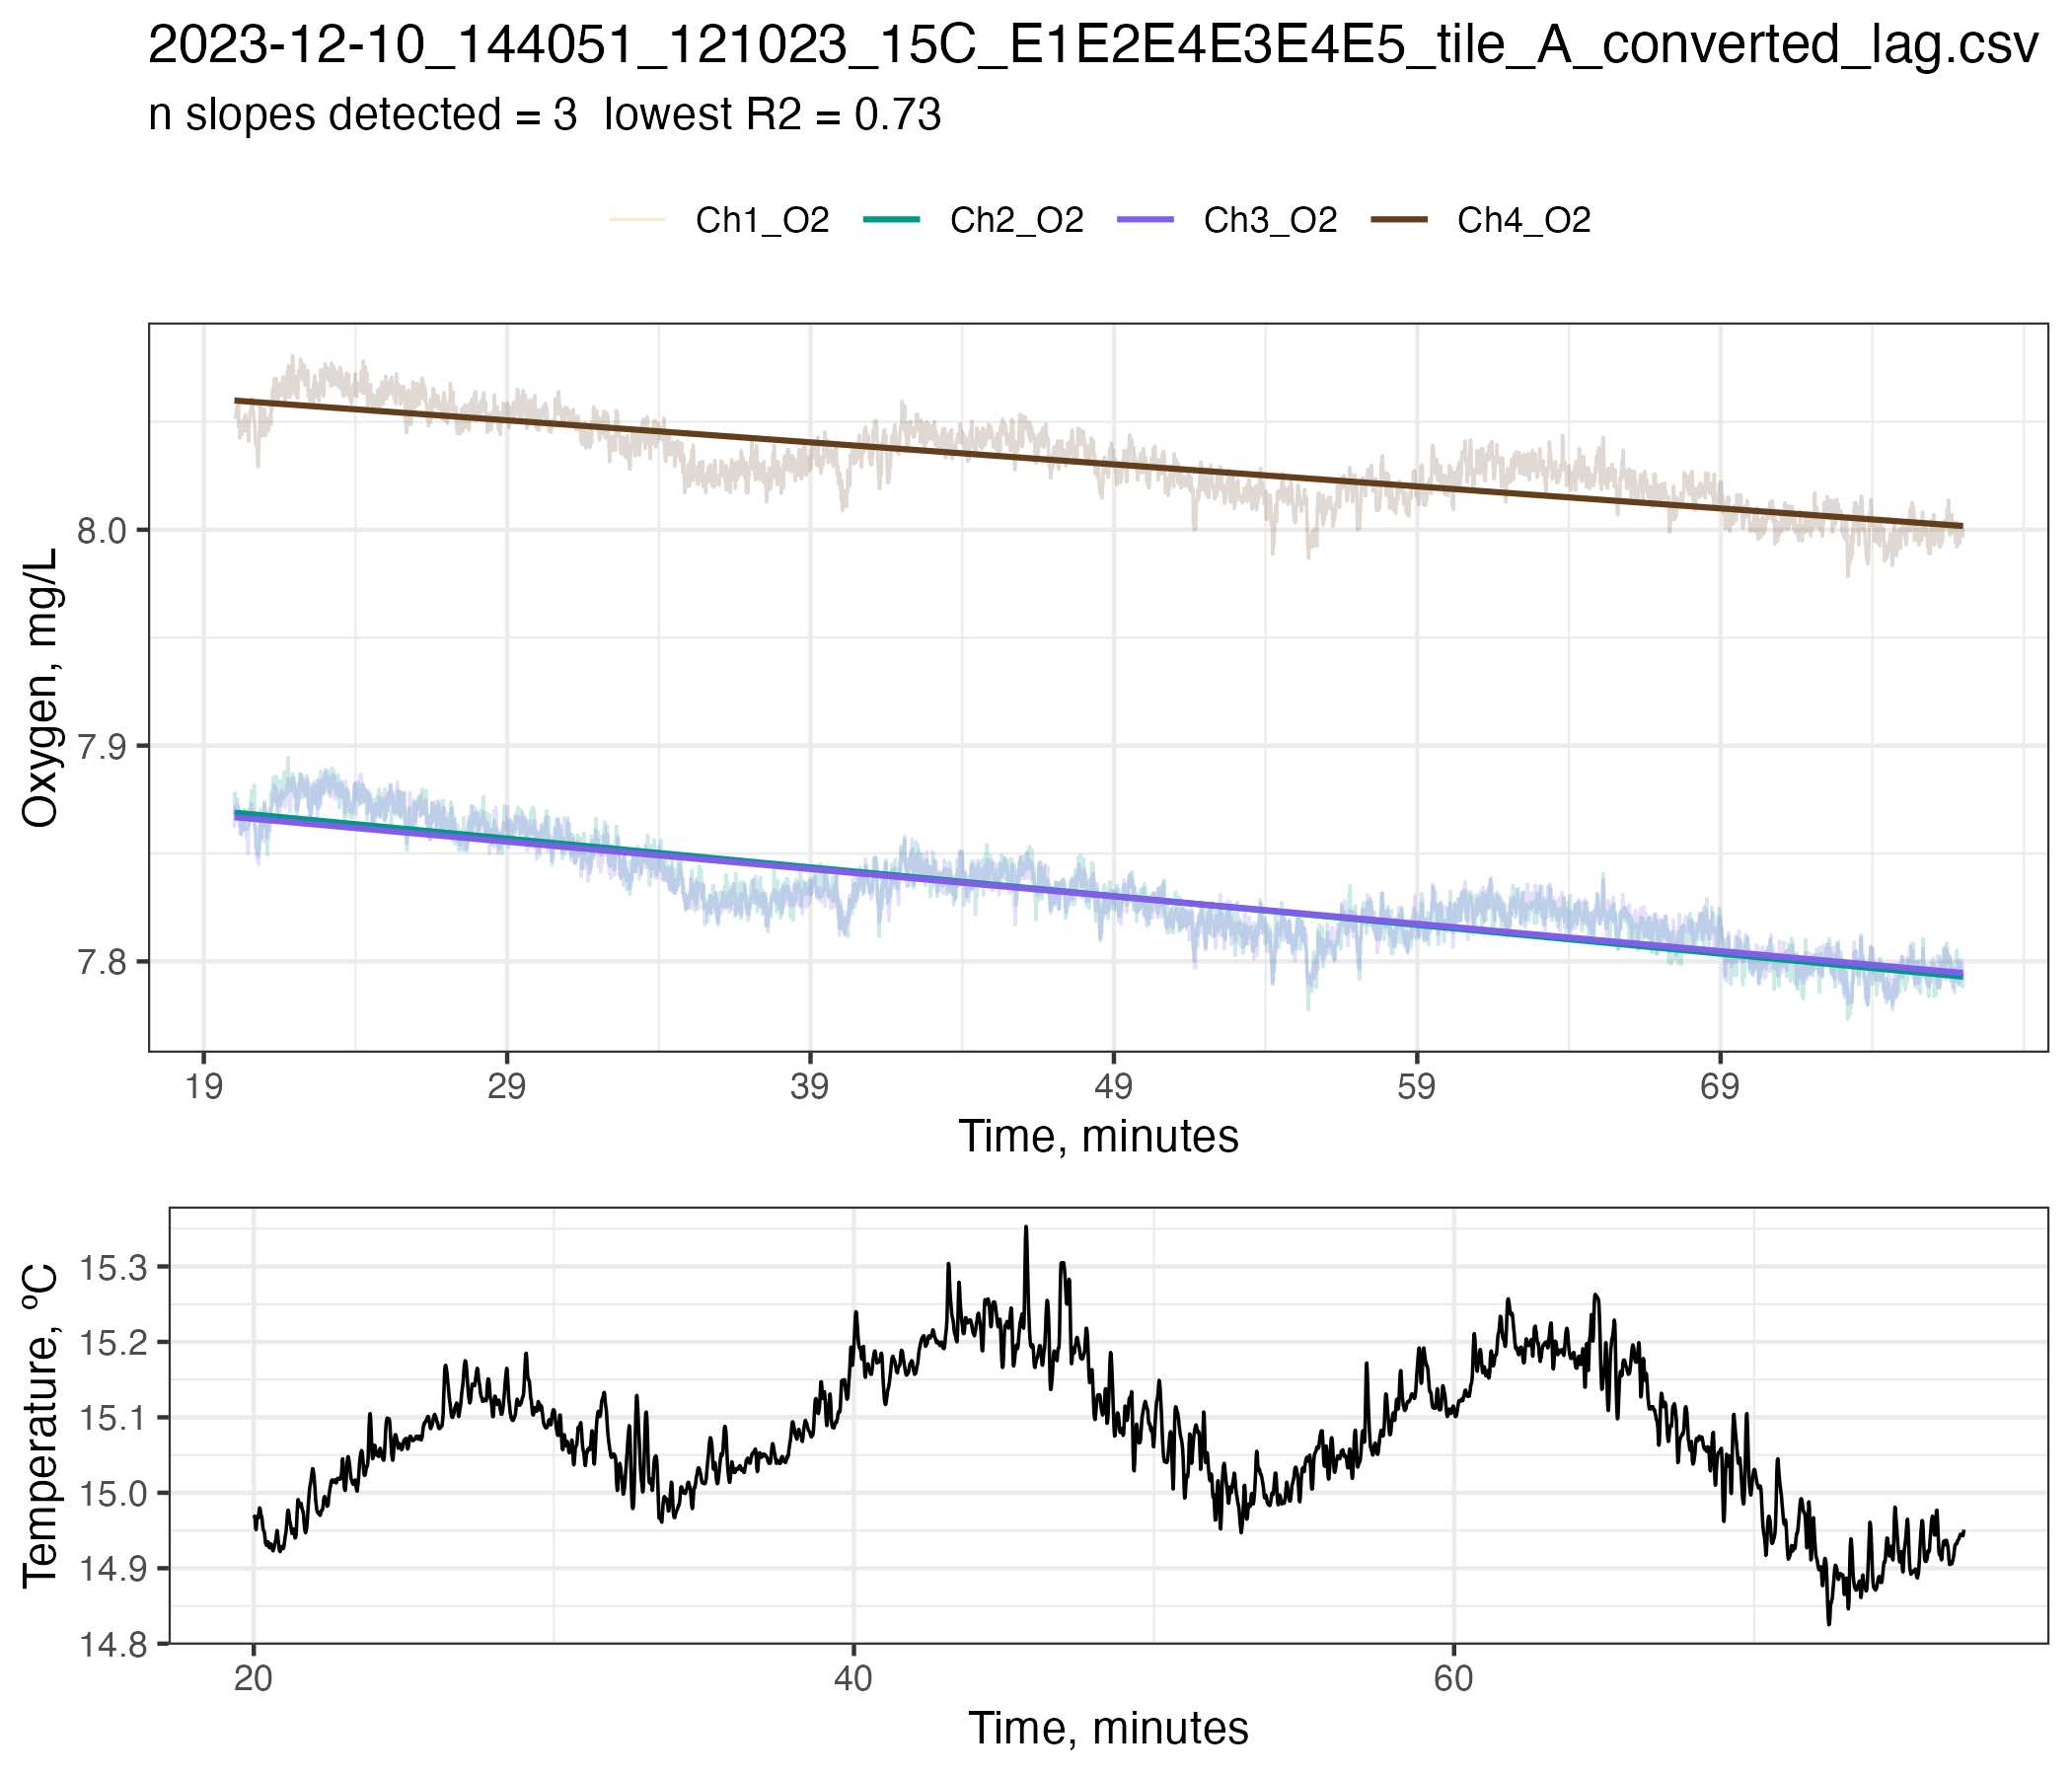 2023-12-10_144051_121023_15C_E1E2E4E3E4E5_tile_A_converted_lag.csv
n slopes detected = 3  lowest R2 = 0.73
Ch1_O2 Ch2_O2 Ch3_O2 Ch4_O2
Oxygen, mg/L
8.0
7.9
7.8
19 29 39 49 59 69
Time, minutes
Temperature, ºC
15.3
15.2
15.1
15.0
14.9
14.8
20 40 60
Time, minutes